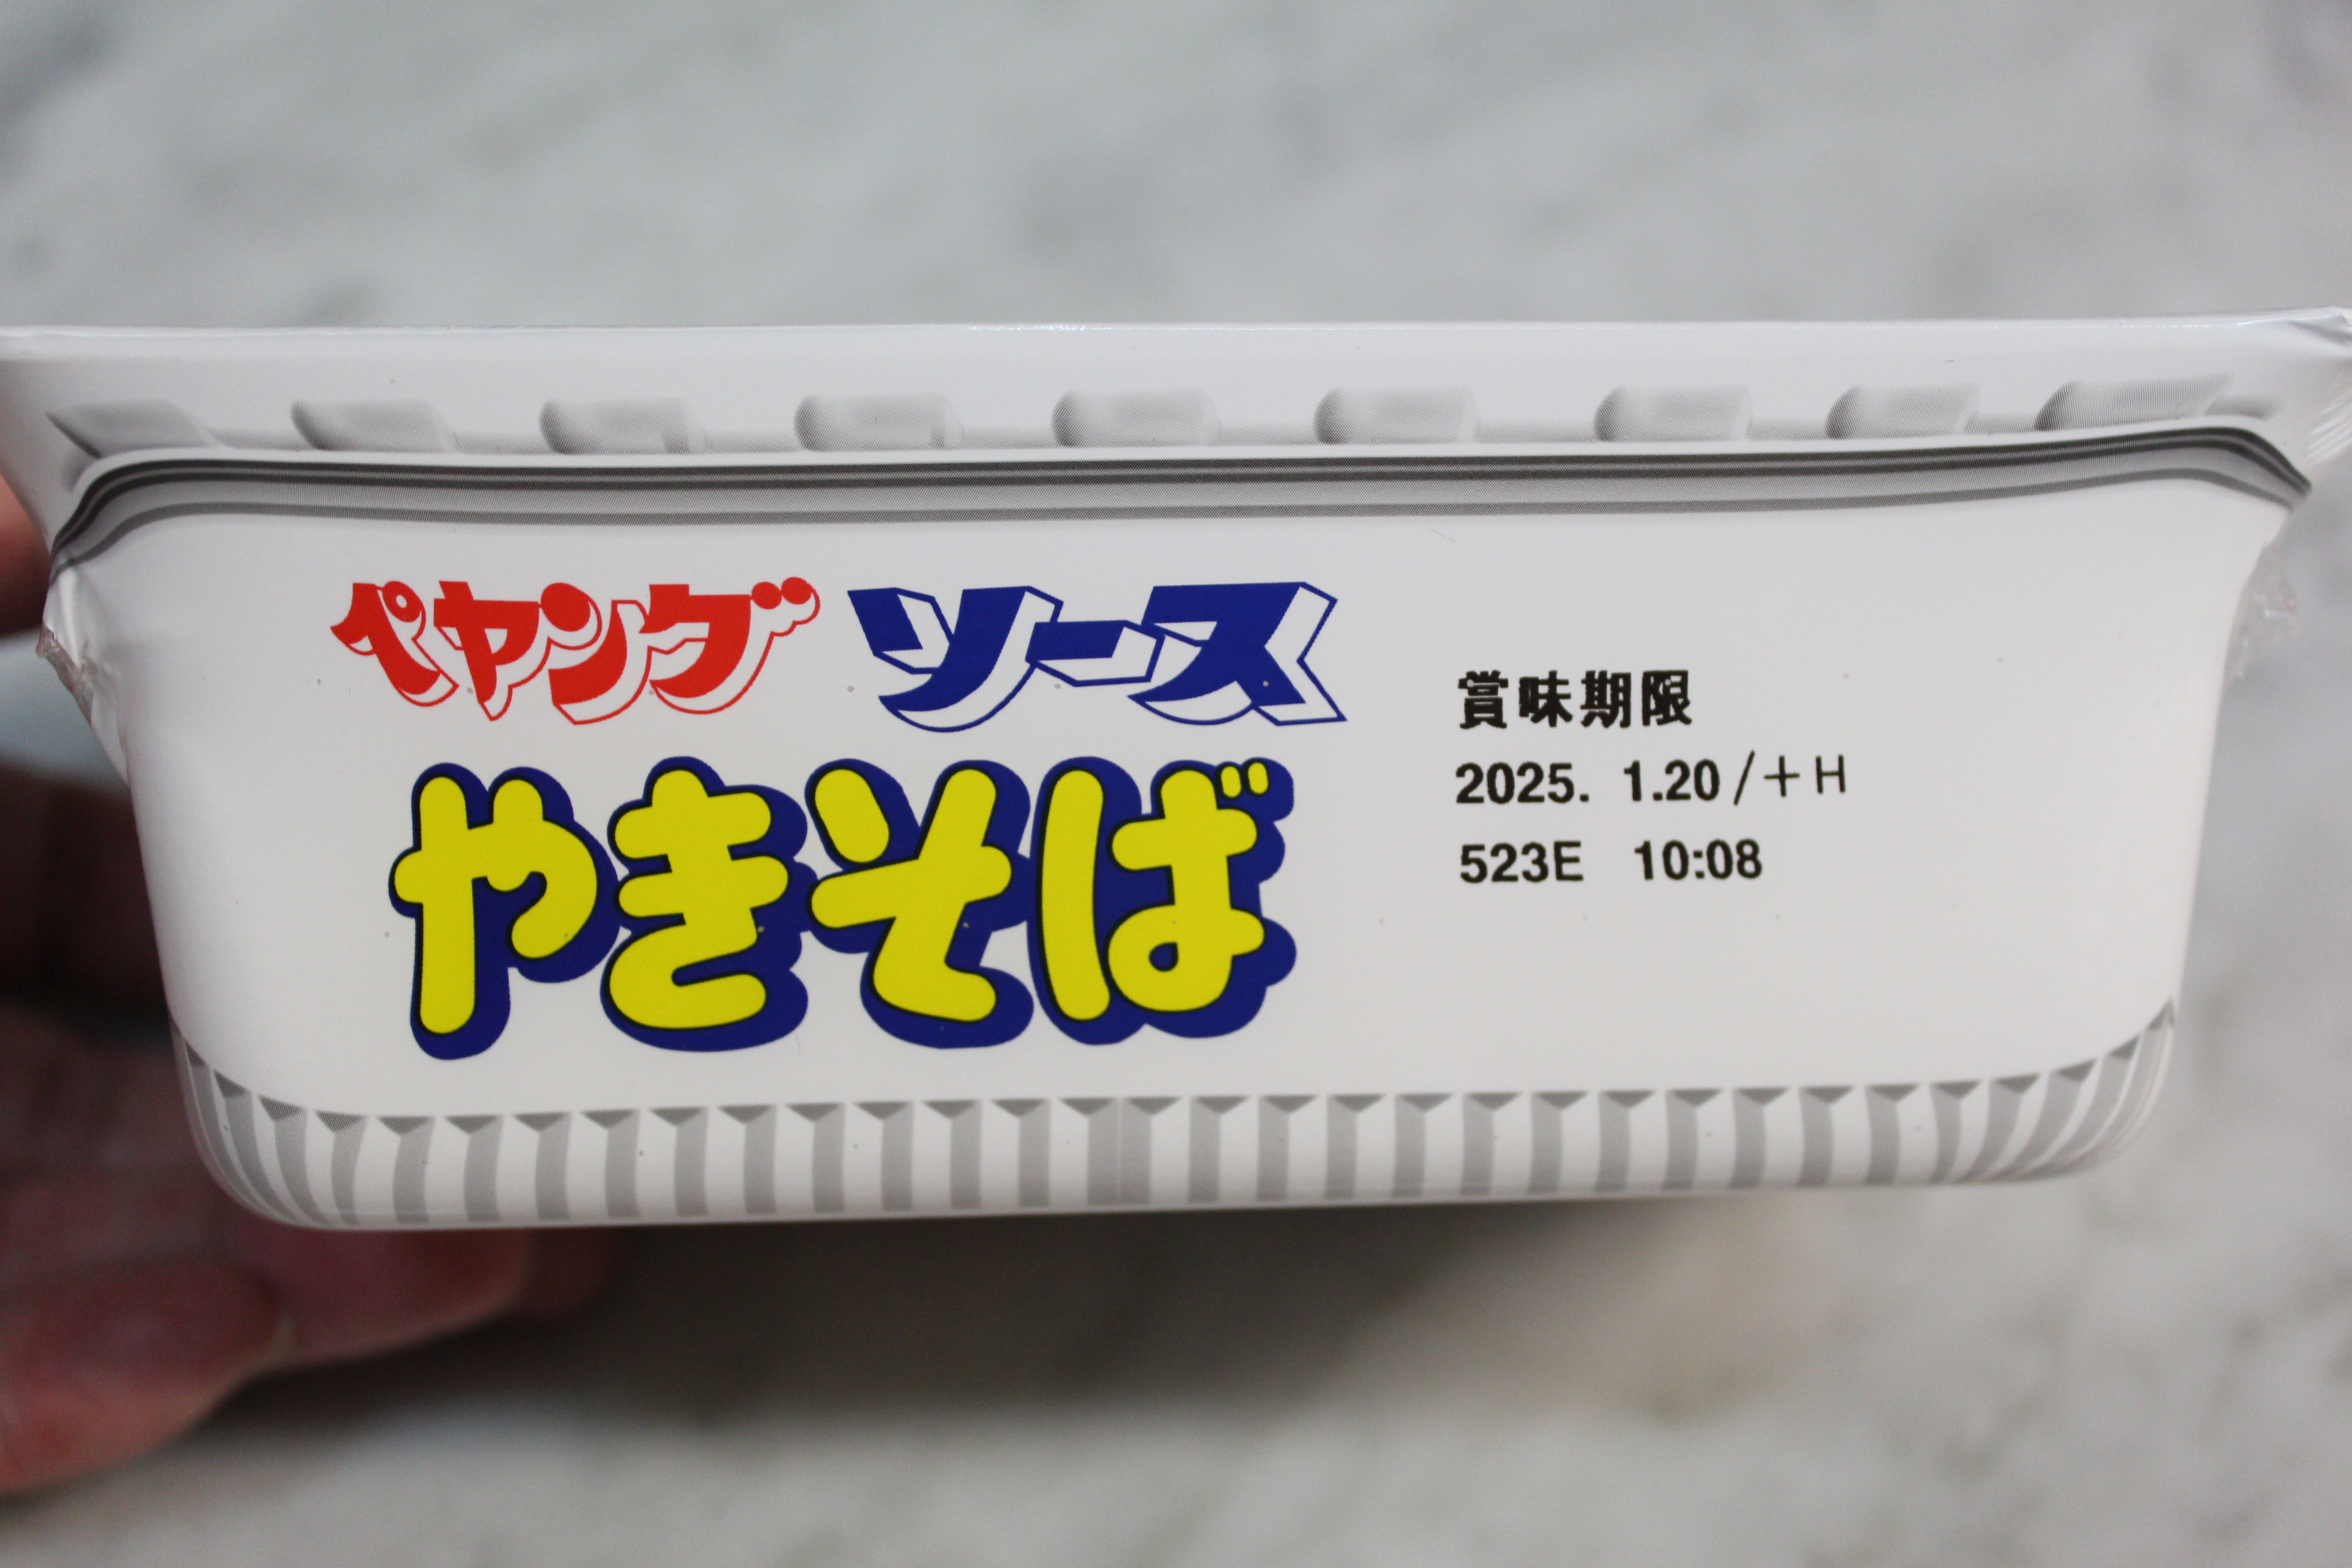 ペヤング ソース
やきそば
賞味期限
2025. 1.20/+H
523E 10:08